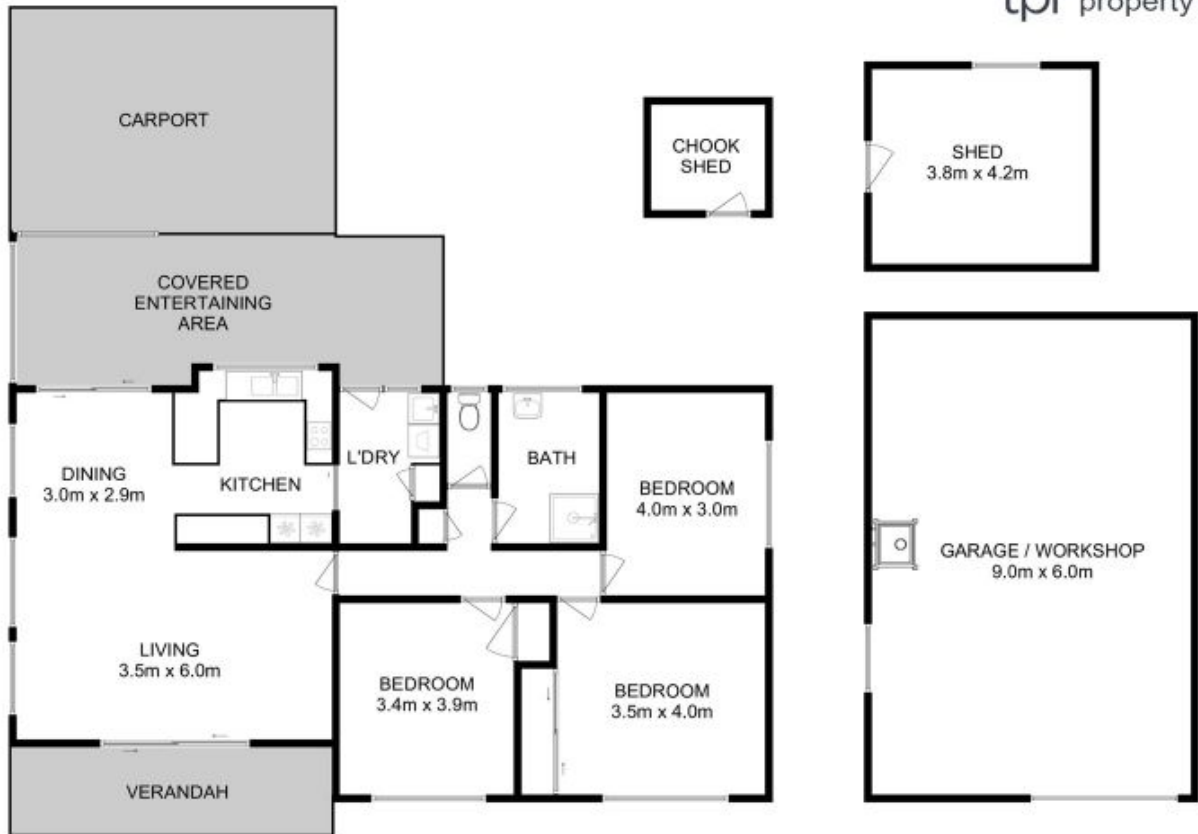 tpr property
CARPORT
CHOOK
SHED
SHED
3.8m x 4.2m
COVERED
ENTERTAINING
AREA
DINING
3.0m x 2.9m
KITCHEN
L'DRY
BATH
BEDROOM
4.0m x 3.0m
GARAGE / WORKSHOP
9.0m x 6.0m
LIVING
3.5m x 6.0m
BEDROOM
3.4m x 3.9m
BEDROOM
3.5m x 4.0m
VERANDAH